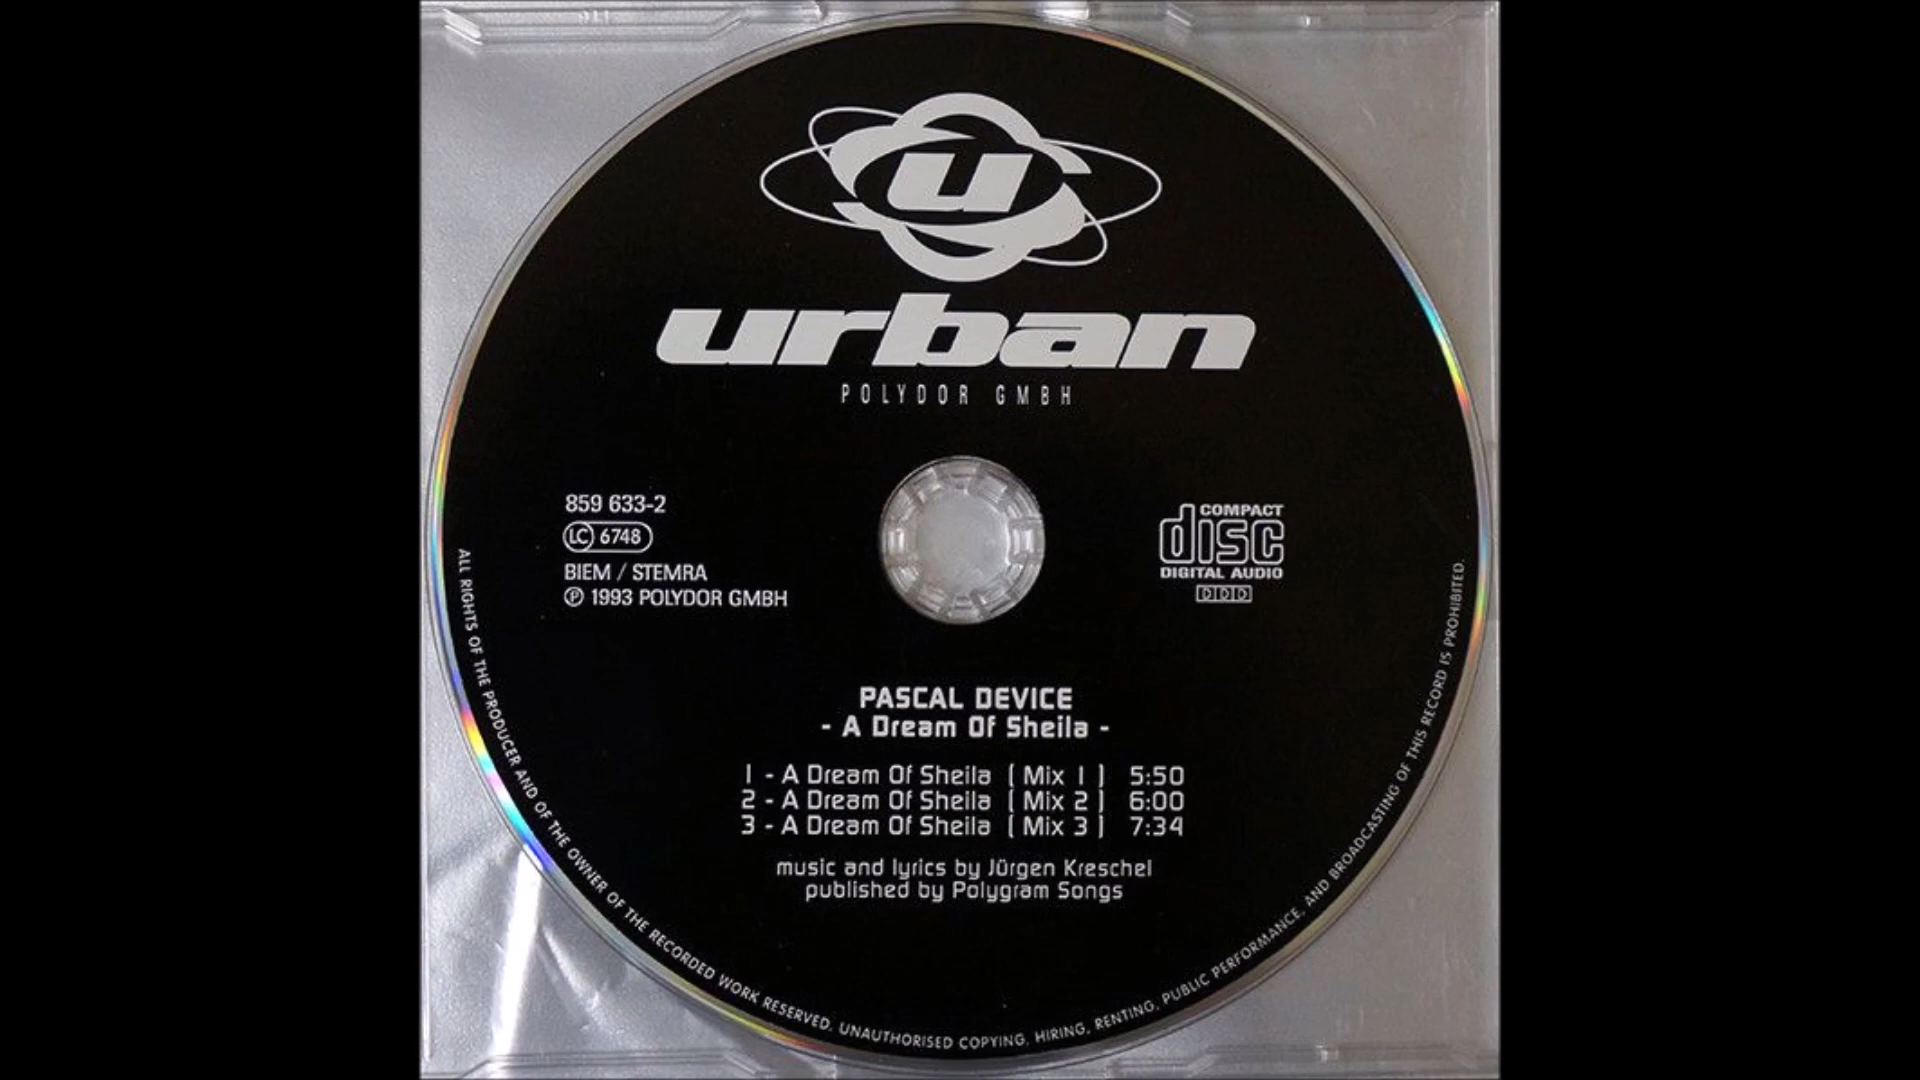 u
urban
POLYDOR GMBH
859 633-2
LC 6748
BIEM / STEMRA
℗ 1993 POLYDOR GMBH
COMPACT
disc
DIGITAL AUDIO
DDD
PASCAL DEVICE
- A Dream Of Sheila -
1 - A Dream Of Sheila [ Mix 1 ] 5:50
2 - A Dream Of Sheila [ Mix 2 ] 6:00
3 - A Dream Of Sheila [ Mix 3 ] 7:34
music and lyrics by Jürgen Kreschel
published by Polygram Songs
ALL RIGHTS OF THE PRODUCER AND OF THE OWNER OF THE RECORDED WORK RESERVED. UNAUTHORISED COPYING, HIRING, RENTING, PUBLIC PERFORMANCE, AND BROADCASTING OF THIS RECORD IS PROHIBITED.